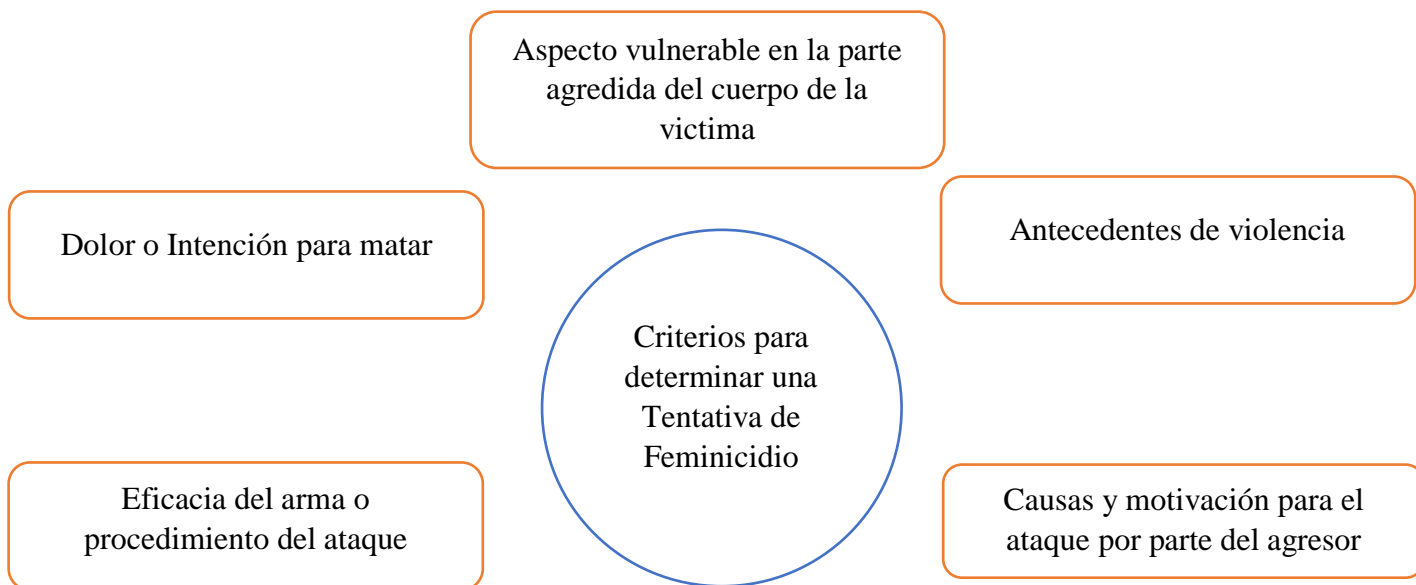 Aspecto vulnerable en la parte
agredida del cuerpo de la
victima
Dolor o Intención para matar
Antecedentes de violencia
Criterios para
determinar una
Tentativa de
Feminicidio
Eficacia del arma o
procedimiento del ataque
Causas y motivación para el
ataque por parte del agresor